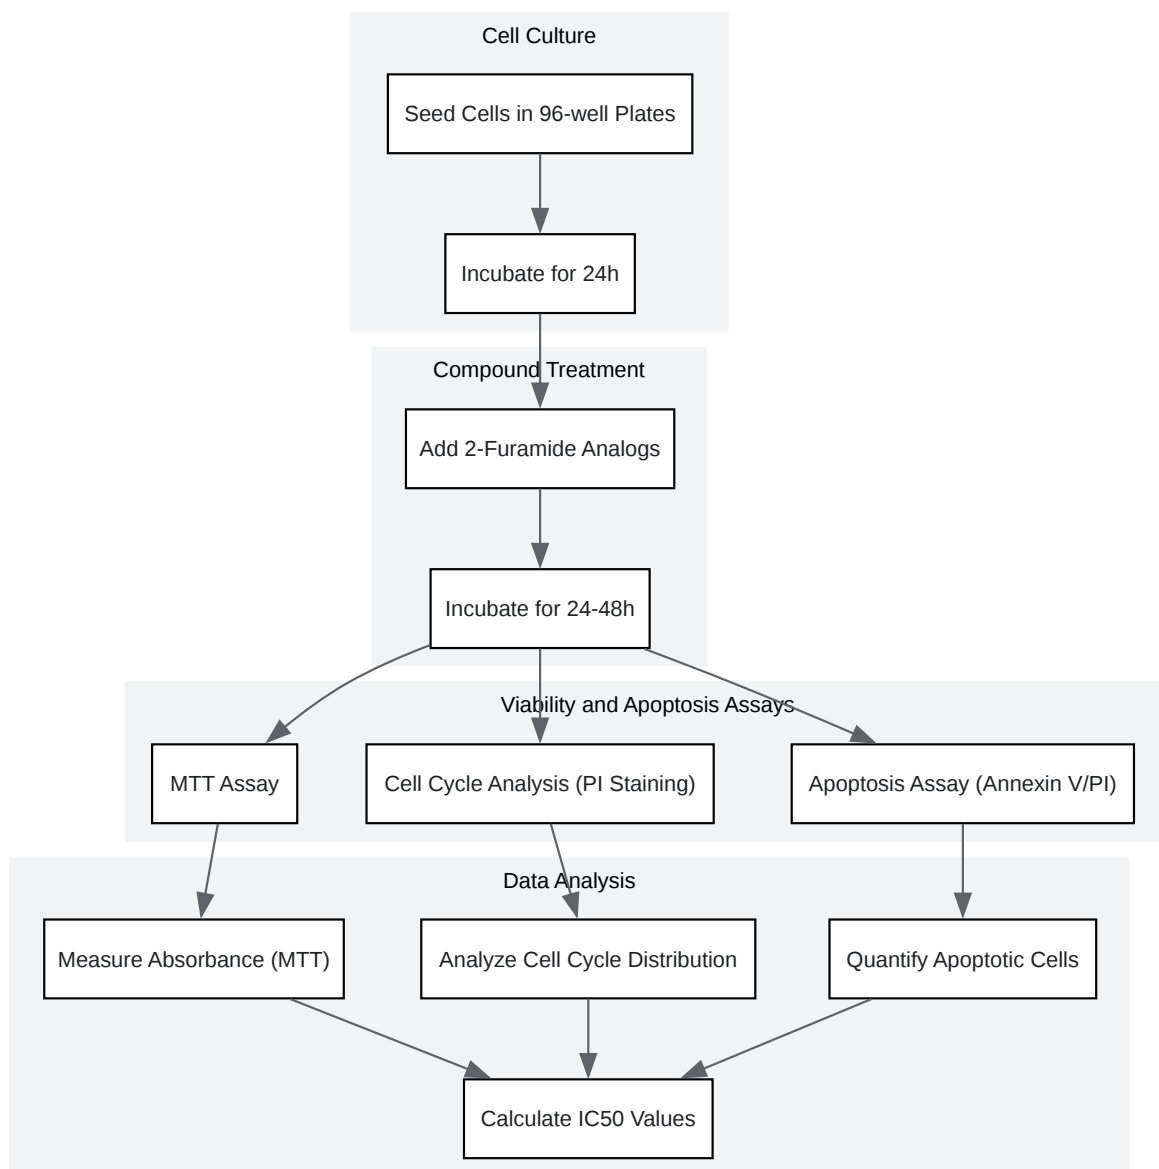 Cell Culture
Seed Cells in 96-well Plates
Incubate for 24h
Compound Treatment
Add 2-Furamide Analogs
Incubate for 24-48h
Viability and Apoptosis Assays
MTT Assay
Cell Cycle Analysis (PI Staining)
Apoptosis Assay (Annexin V/PI)
Data Analysis
Measure Absorbance (MTT)
Analyze Cell Cycle Distribution
Quantify Apoptotic Cells
Calculate IC50 Values